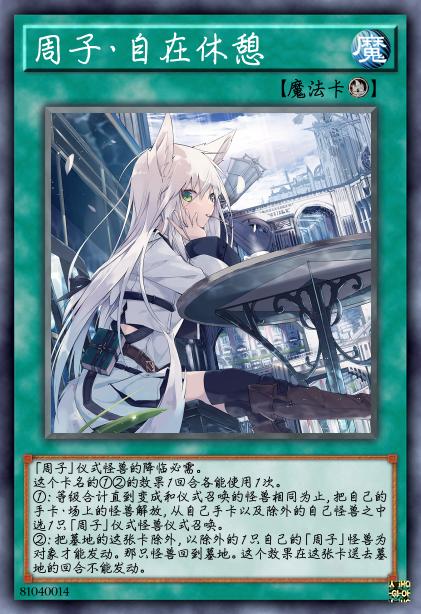 周子·自在休憩
魔
【魔法卡】
「周子」仪式怪兽的降临必需。
这个卡名的①②的效果1回合各能使用1次。
①:等级合计直到变成和仪式召唤的怪兽相同为止,把自己的
手卡·场上的怪兽解放,从自己手卡以及除外的自己怪兽之中
选1只「周子」仪式怪兽仪式召唤。
②:把墓地的这张卡除外,以除外的1只自己的「周子」怪兽为
对象才能发动。那只怪兽回到墓地。这个效果在这张卡送去墓
地的回合不能发动。
81040014